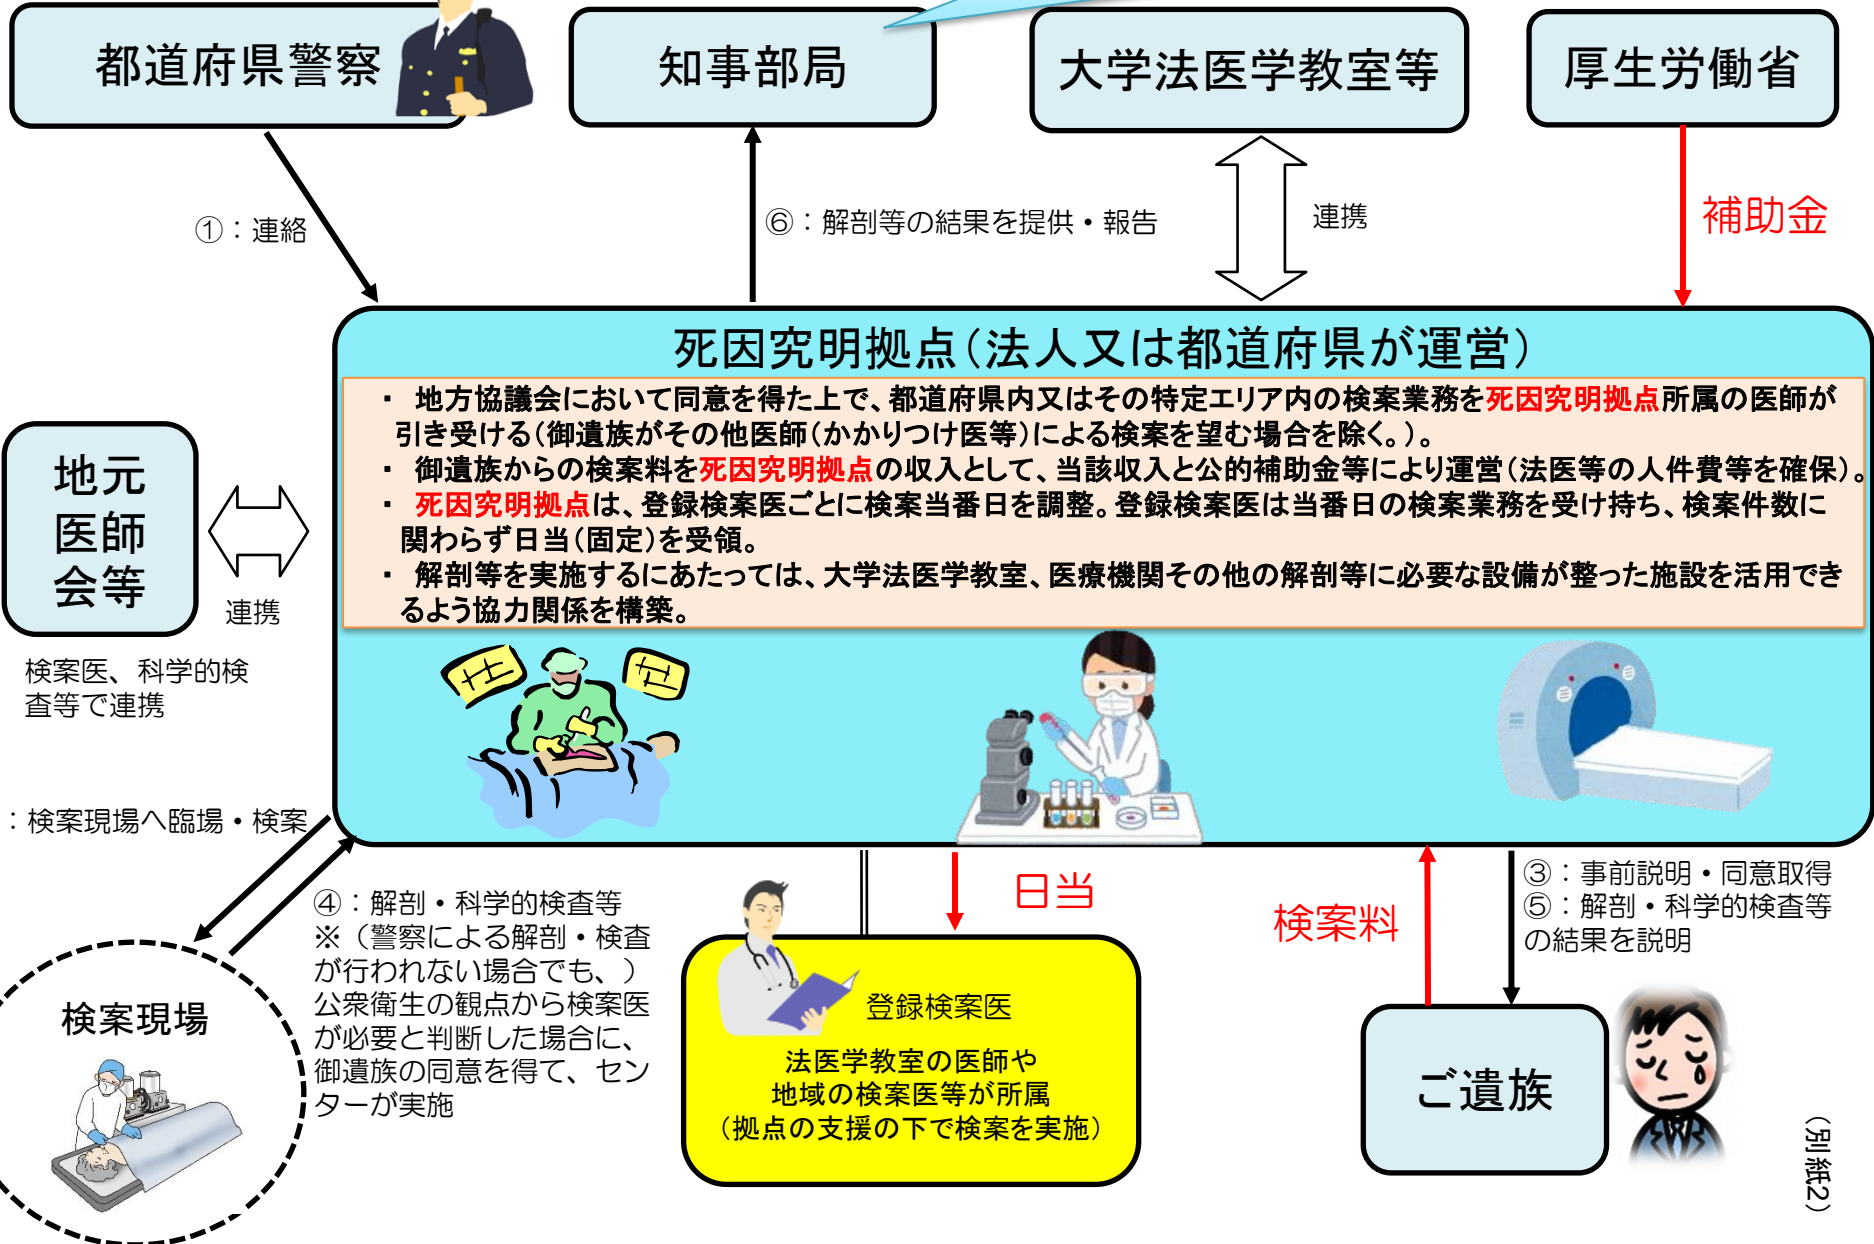 都道府県警察
知事部局
大学法医学教室等
厚生労働省
①：連絡
⑥：解剖等の結果を提供・報告
連携
補助金
死因究明拠点（法人又は都道府県が運営）
・ 地方協議会において同意を得た上で、都道府県内又はその特定エリア内の検案業務を死因究明拠点所属の医師が
引き受ける（御遺族がその他医師（かかりつけ医等）による検案を望む場合を除く。）。
・ 御遺族からの検案料を死因究明拠点の収入として、当該収入と公的補助金等により運営（法医等の人件費等を確保）。
・ 死因究明拠点は、登録検案医ごとに検案当番日を調整。登録検案医は当番日の検案業務を受け持ち、検案件数に
関わらず日当（固定）を受領。
・ 解剖等を実施するにあたっては、大学法医学教室、医療機関その他の解剖等に必要な設備が整った施設を活用でき
るよう協力関係を構築。
地元
医師
会等
連携
検案医、科学的検
査等で連携
：検案現場へ臨場・検案
検案現場
④：解剖・科学的検査等
※（警察による解剖・検査
が行われない場合でも、）
公衆衛生の観点から検案医
が必要と判断した場合に、
御遺族の同意を得て、セン
ターが実施
日当
登録検案医
法医学教室の医師や
地域の検案医等が所属
（拠点の支援の下で検案を実施）
検案料
③：事前説明・同意取得
⑤：解剖・科学的検査等
の結果を説明
ご遺族
（別紙２）